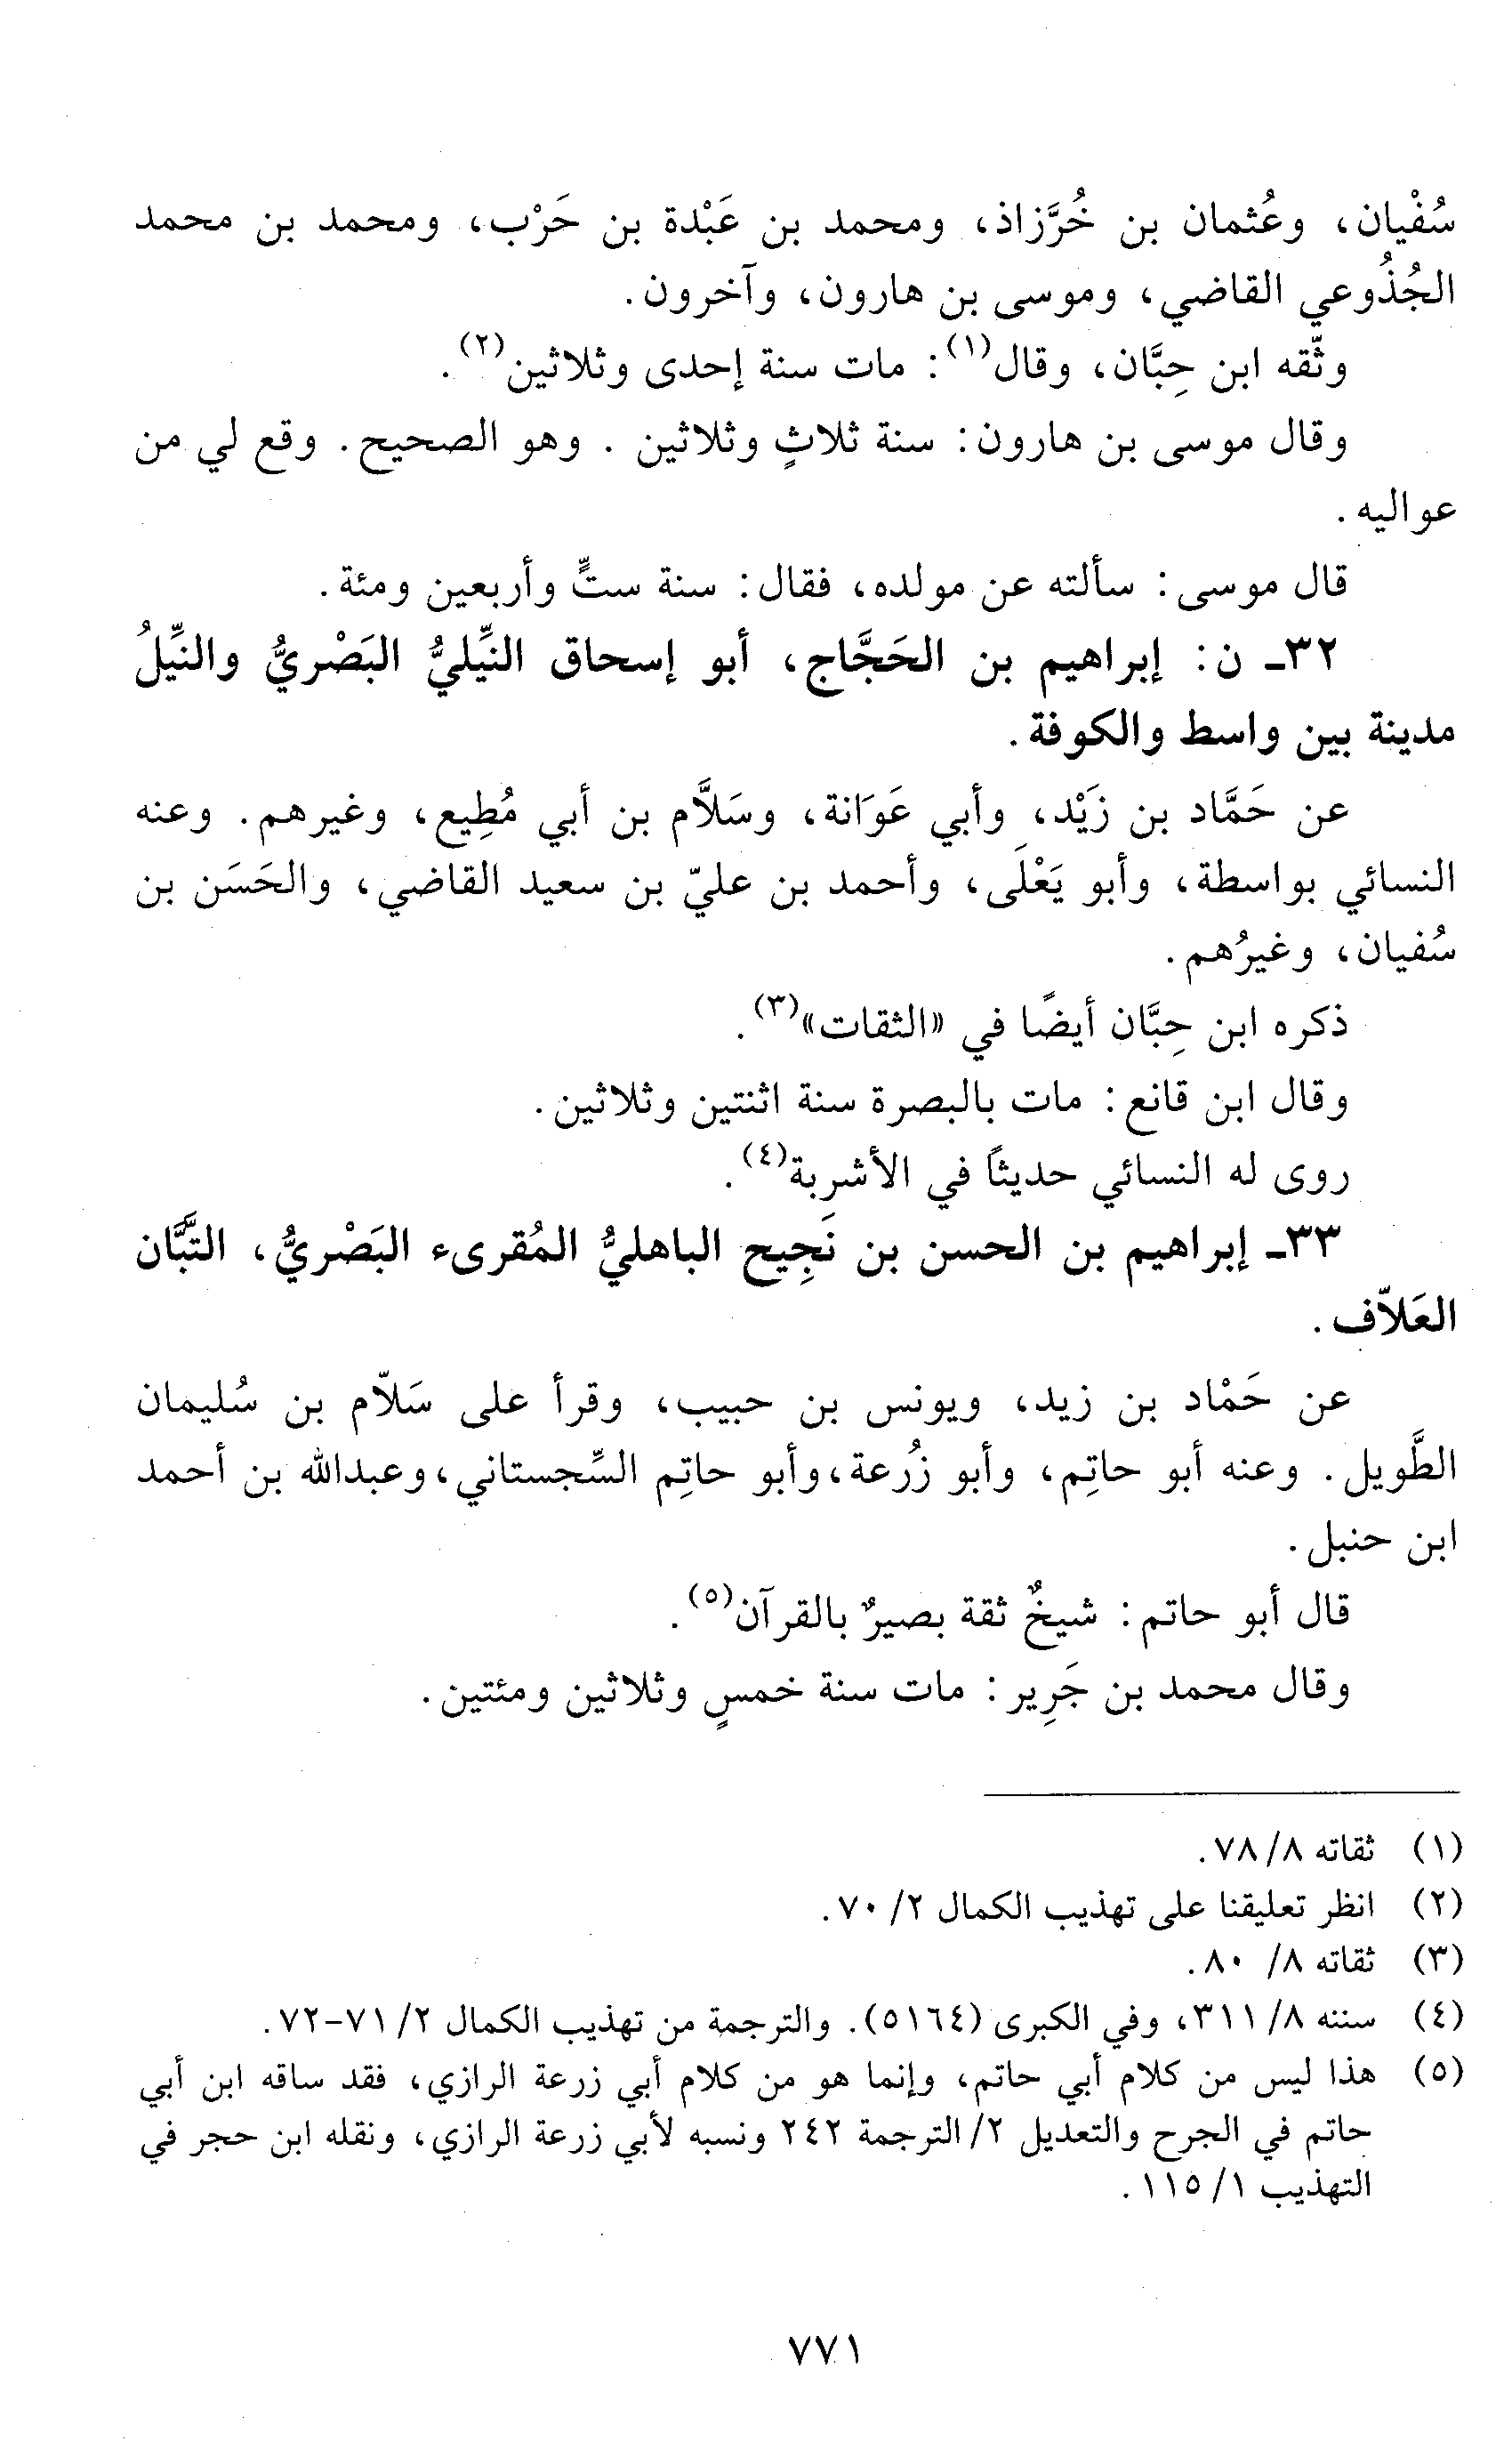 سُفْيان، وعُثمان بن خُرَّزاذ، ومحمد بن عَبْدة بن حَرْب، ومحمد بن محمد
الجُذُوعي القاضي، وموسى بن هارون، وآخرون.
وثّقه ابن حِبَّان، وقال(١): مات سنة إحدى وثلاثين(٢).
وقال موسى بن هارون: سنة ثلاثٍ وثلاثين. وهو الصحيح. وقع لي من
عواليه.
قال موسى: سألته عن مولده، فقال: سنة ستٍّ وأربعين ومئة.
٣٢ـ ن: إبراهيم بن الحَجَّاج، أبو إسحاق النِّيليُّ البَصْريُّ والنِّيلُ
مدينة بين واسط والكوفة.
عن حَمَّاد بن زَيْد، وأبي عَوَانة، وسَلاَّم بن أبي مُطِيع، وغيرهم. وعنه
النسائي بواسطة، وأبو يَعْلَى، وأحمد بن عليّ بن سعيد القاضي، والحَسَن بن
سُفيان، وغيرُهم.
ذكره ابن حِبَّان أيضًا في «الثقات»(٣).
وقال ابن قانع: مات بالبصرة سنة اثنتين وثلاثين.
روى له النسائي حديثًا في الأشربة(٤).
٣٣ـ إبراهيم بن الحسن بن نَجِيح الباهليُّ المُقرىء البَصْريُّ، التَّبَّان
العَلاّف.
عن حَمْاد بن زيد، ويونس بن حبيب، وقرأ على سَلاّم بن سُليمان
الطَّويل. وعنه أبو حاتِم، وأبو زُرعة، وأبو حاتِم السِّجستاني، وعبدالله بن أحمد
ابن حنبل.
قال أبو حاتم: شيخٌ ثقة بصيرٌ بالقرآن(٥).
وقال محمد بن جَرِير: مات سنة خمسٍ وثلاثين ومئتين.
(١) ثقاته ٨/ ٧٨.
(٢) انظر تعليقنا على تهذيب الكمال ٢/ ٧٠.
(٣) ثقاته ٨/ ٨٠.
(٤) سننه ٨/ ٣١١، وفي الكبرى (٥١٦٤). والترجمة من تهذيب الكمال ٢/ ٧١-٧٢.
(٥) هذا ليس من كلام أبي حاتم، وإنما هو من كلام أبي زرعة الرازي، فقد ساقه ابن أبي
حاتم في الجرح والتعديل ٢/ الترجمة ٢٤٢ ونسبه لأبي زرعة الرازي، ونقله ابن حجر في
التهذيب ١/ ١١٥.
٧٧١